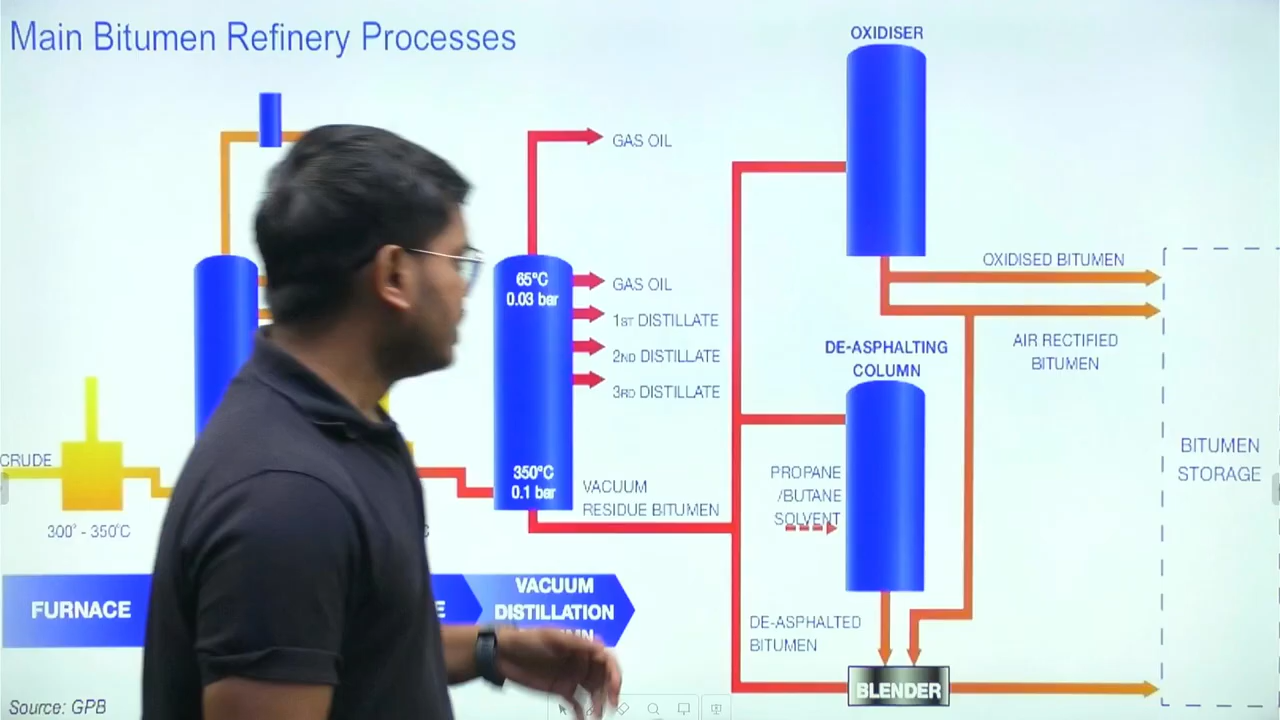 Main Bitumen Refinery Processes
OXIDISER
GAS OIL
65°C
0.03 bar
GAS OIL
1ST DISTILLATE
2ND DISTILLATE
3RD DISTILLATE
350°C
0.1 bar
VACUUM
RESIDUE BITUMEN
CRUDE
300° - 350°C
OXIDISED BITUMEN
AIR RECTIFIED
BITUMEN
DE-ASPHALTING
COLUMN
PROPANE
/BUTANE
SOLVENT
BITUMEN
STORAGE
FURNACE
VACUUM
DISTILLATION
DE-ASPHALTED
BITUMEN
BLENDER
Source: GPB